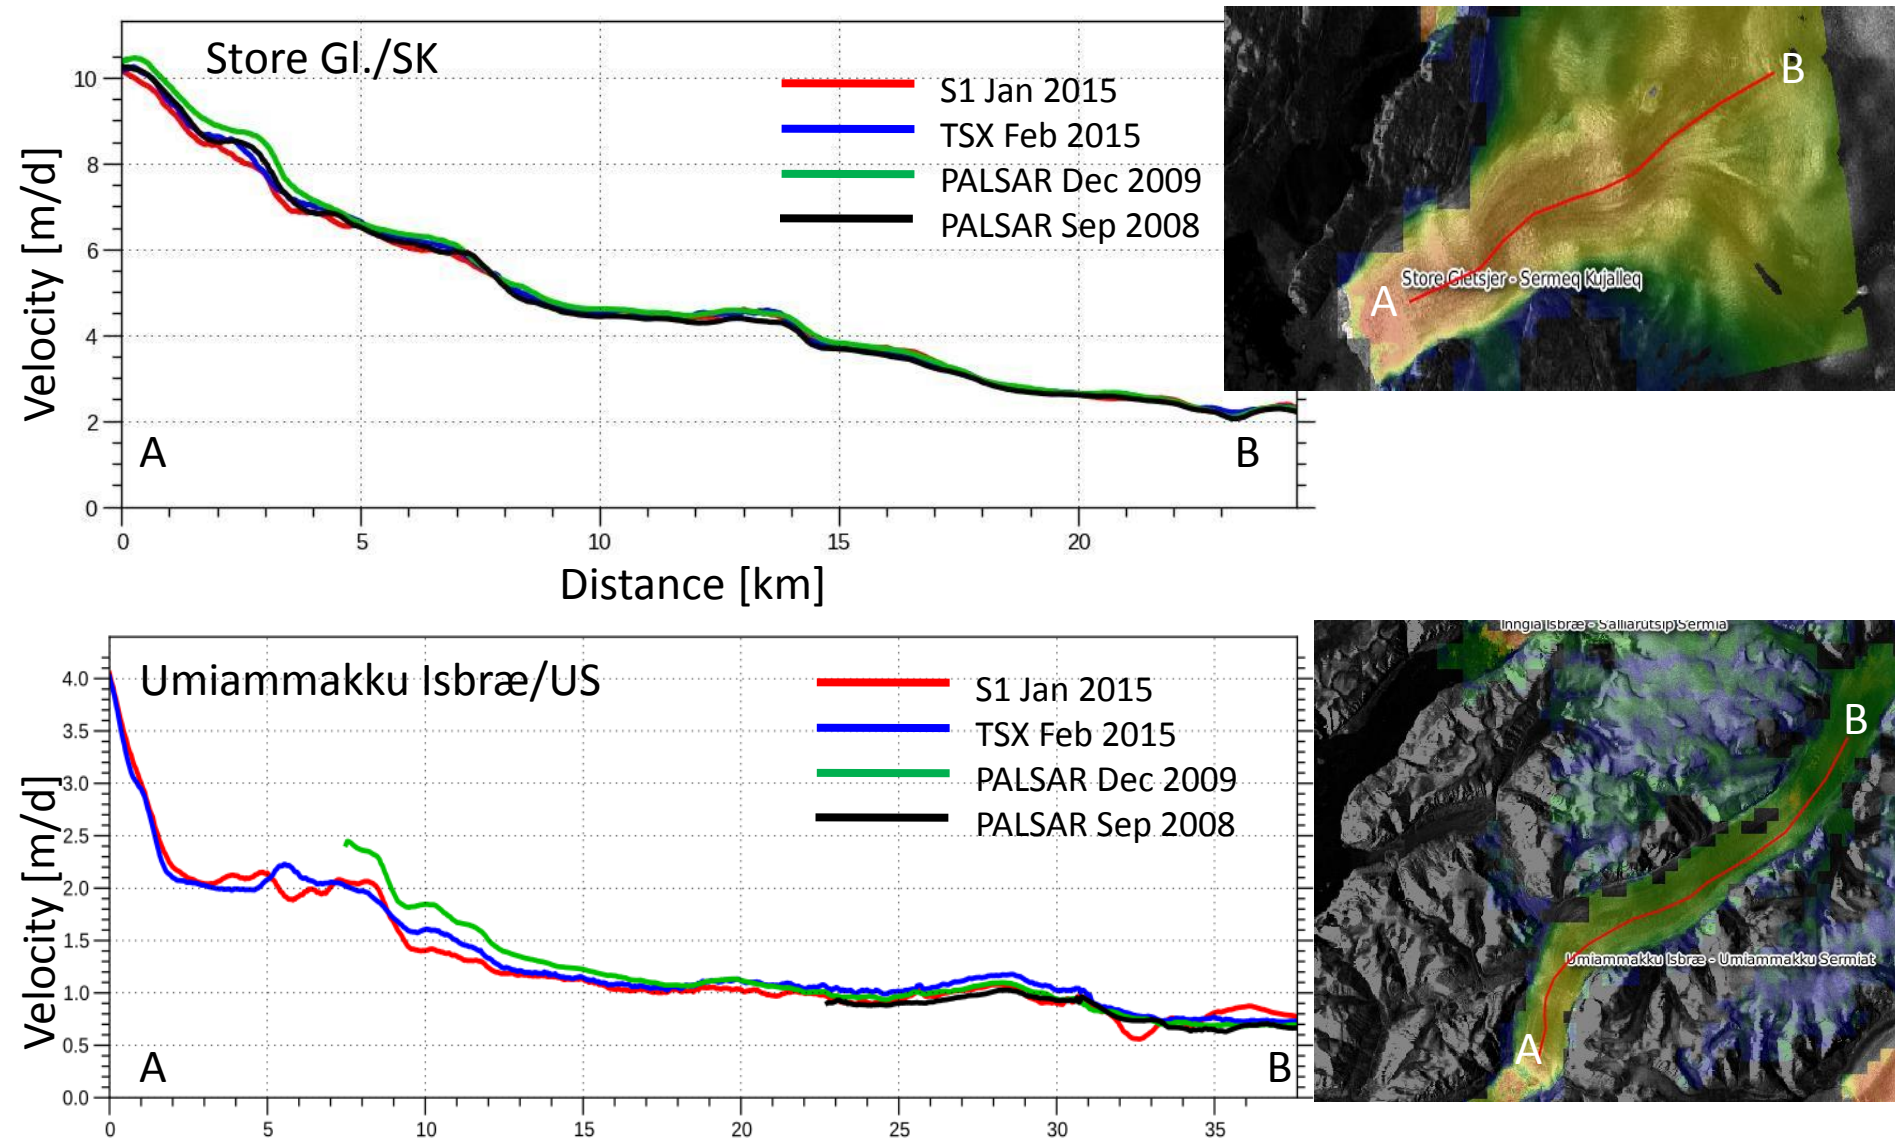 Store Gl./SK
S1 Jan 2015
TSX Feb 2015
PALSAR Dec 2009
PALSAR Sep 2008
Velocity [m/d]
10
8
6
4
2
0
A
B
0 5 10 15 20
Distance [km]
B
Store Gletsjer - Sermeq Kujalleq
A
Umiammakku Isbræ/US
S1 Jan 2015
TSX Feb 2015
PALSAR Dec 2009
PALSAR Sep 2008
Velocity [m/d]
4.0
3.5
3.0
2.5
2.0
1.5
1.0
0.5
0.0
A
B
0 5 10 15 20 25 30 35
Inngia Isbræ - Salliarutsip Sermia
B
Umiammakku Isbræ - Umiammakku Sermiat
A